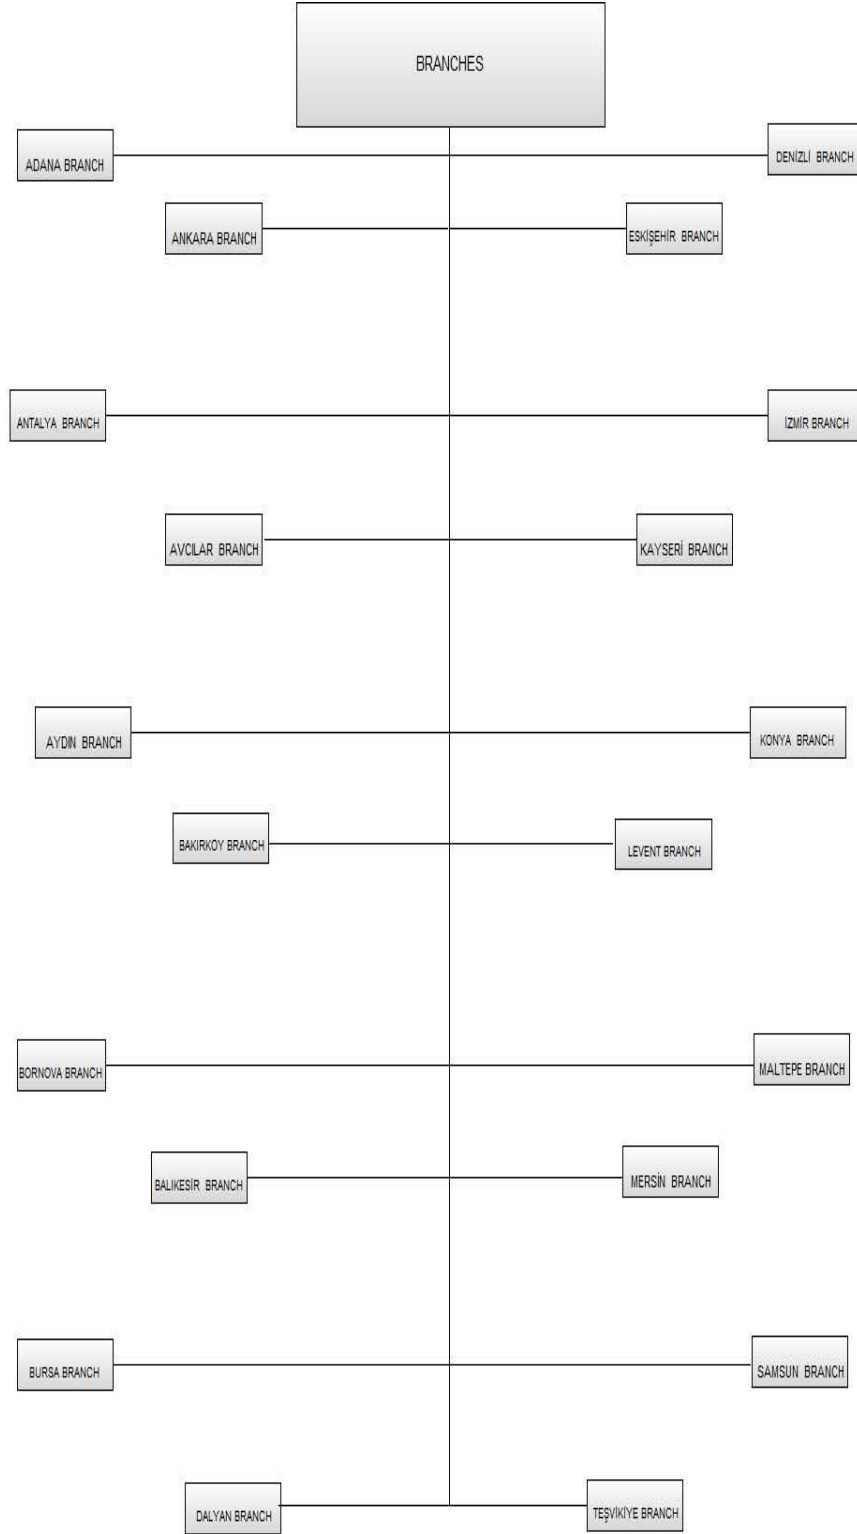 BRANCHES
ADANA BRANCH
DENİZLİ BRANCH
ANKARA BRANCH
ESKİŞEHİR BRANCH
ANTALYA BRANCH
İZMİR BRANCH
AVCILAR BRANCH
KAYSERİ BRANCH
AYDIN BRANCH
KONYA BRANCH
BAKIRKÖY BRANCH
LEVENT BRANCH
BORNOVA BRANCH
MALTEPE BRANCH
BALIKESİR BRANCH
MERSİN BRANCH
BURSA BRANCH
SAMSUN BRANCH
DALYAN BRANCH
TEŞVİKİYE BRANCH